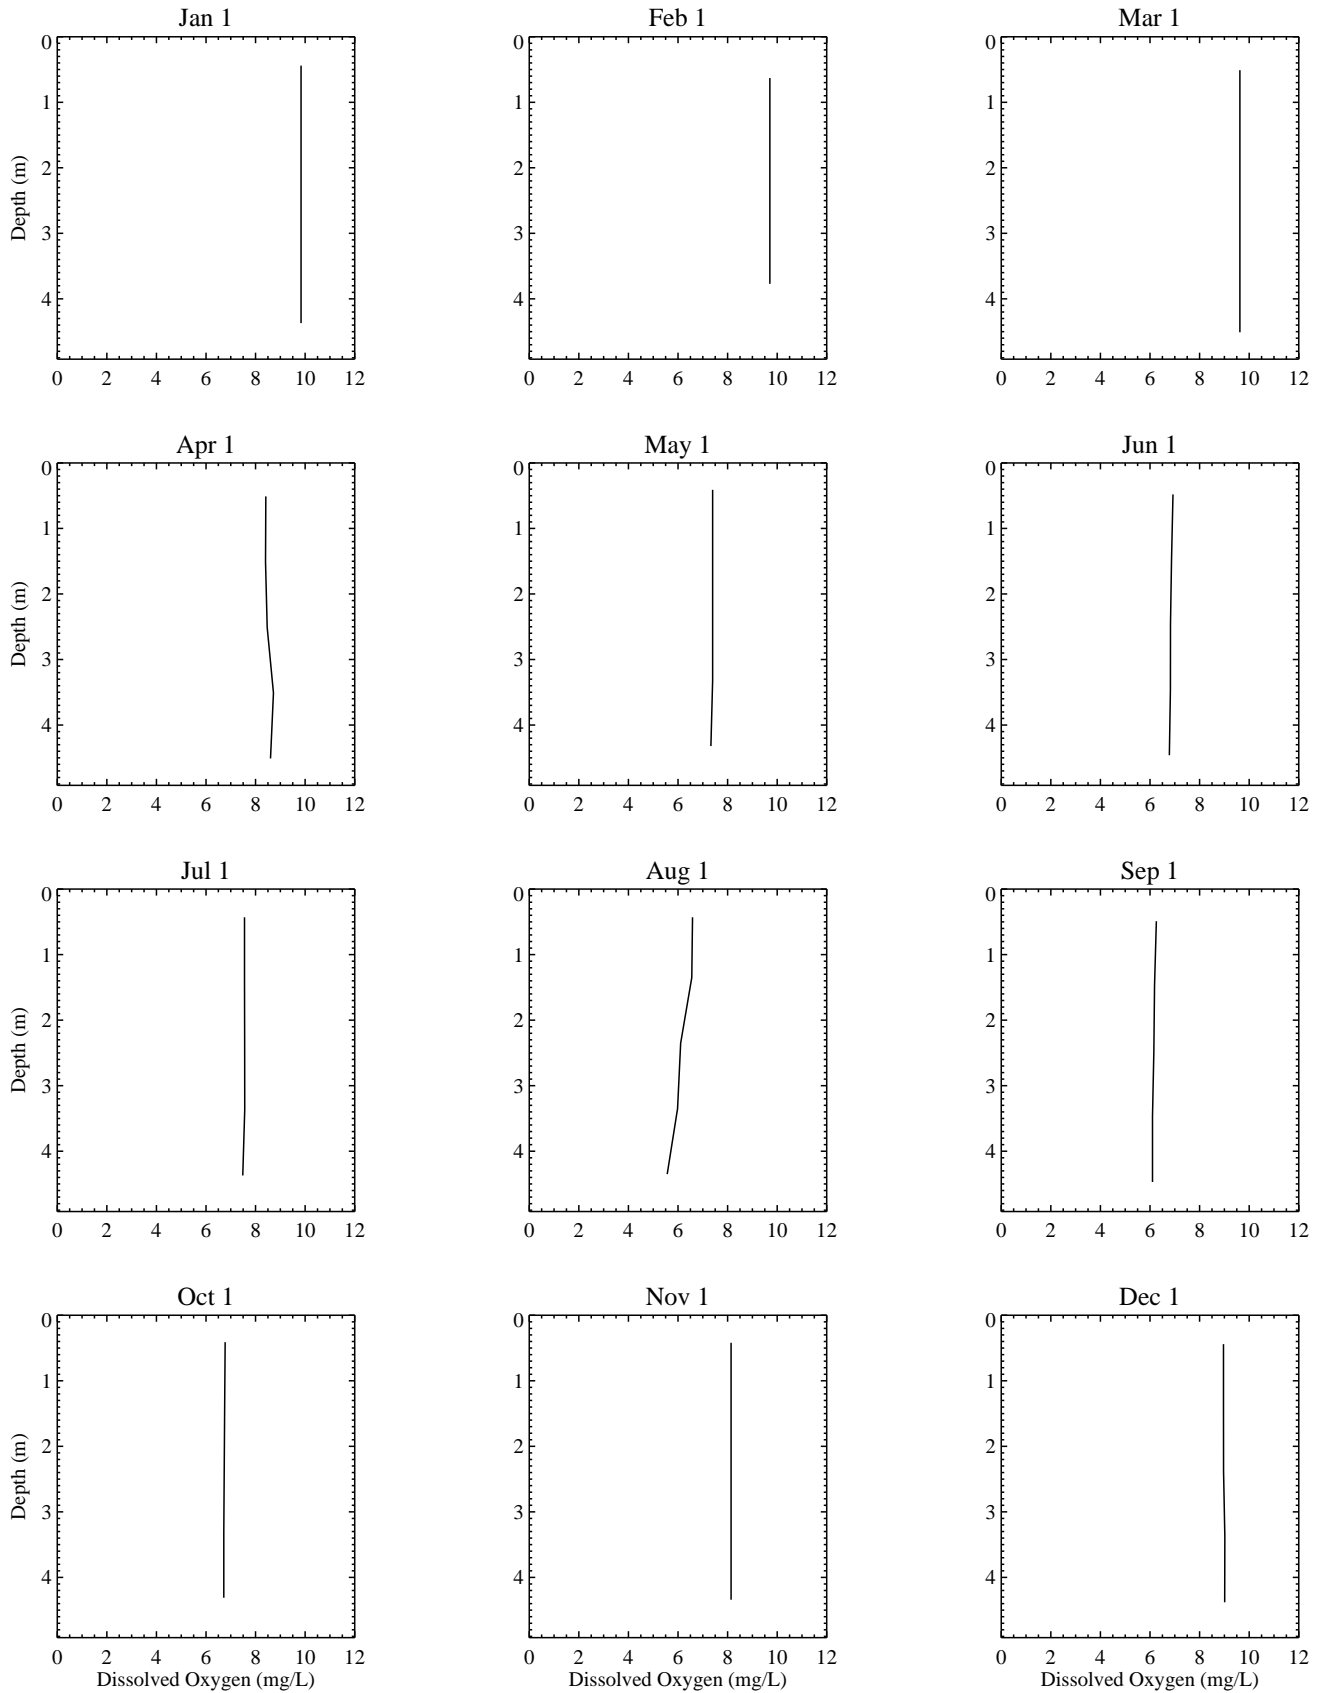 Jan 1 Feb 1 Mar 1
0 0 0
1 1 1
2 2 2
Depth (m)
3 3 3
4 4 4
0 2 4 6 8 10 12 0 2 4 6 8 10 12 0 2 4 6 8 10 12
Apr 1 May 1 Jun 1
0 0 0
1 1 1
2 2 2
Depth (m)
3 3 3
4 4 4
0 2 4 6 8 10 12 0 2 4 6 8 10 12 0 2 4 6 8 10 12
Jul 1 Aug 1 Sep 1
0 0 0
1 1 1
2 2 2
Depth (m)
3 3 3
4 4 4
0 2 4 6 8 10 12 0 2 4 6 8 10 12 0 2 4 6 8 10 12
Oct 1 Nov 1 Dec 1
0 0 0
1 1 1
2 2 2
Depth (m)
3 3 3
4 4 4
0 2 4 6 8 10 12 0 2 4 6 8 10 12 0 2 4 6 8 10 12
Dissolved Oxygen (mg/L) Dissolved Oxygen (mg/L) Dissolved Oxygen (mg/L)